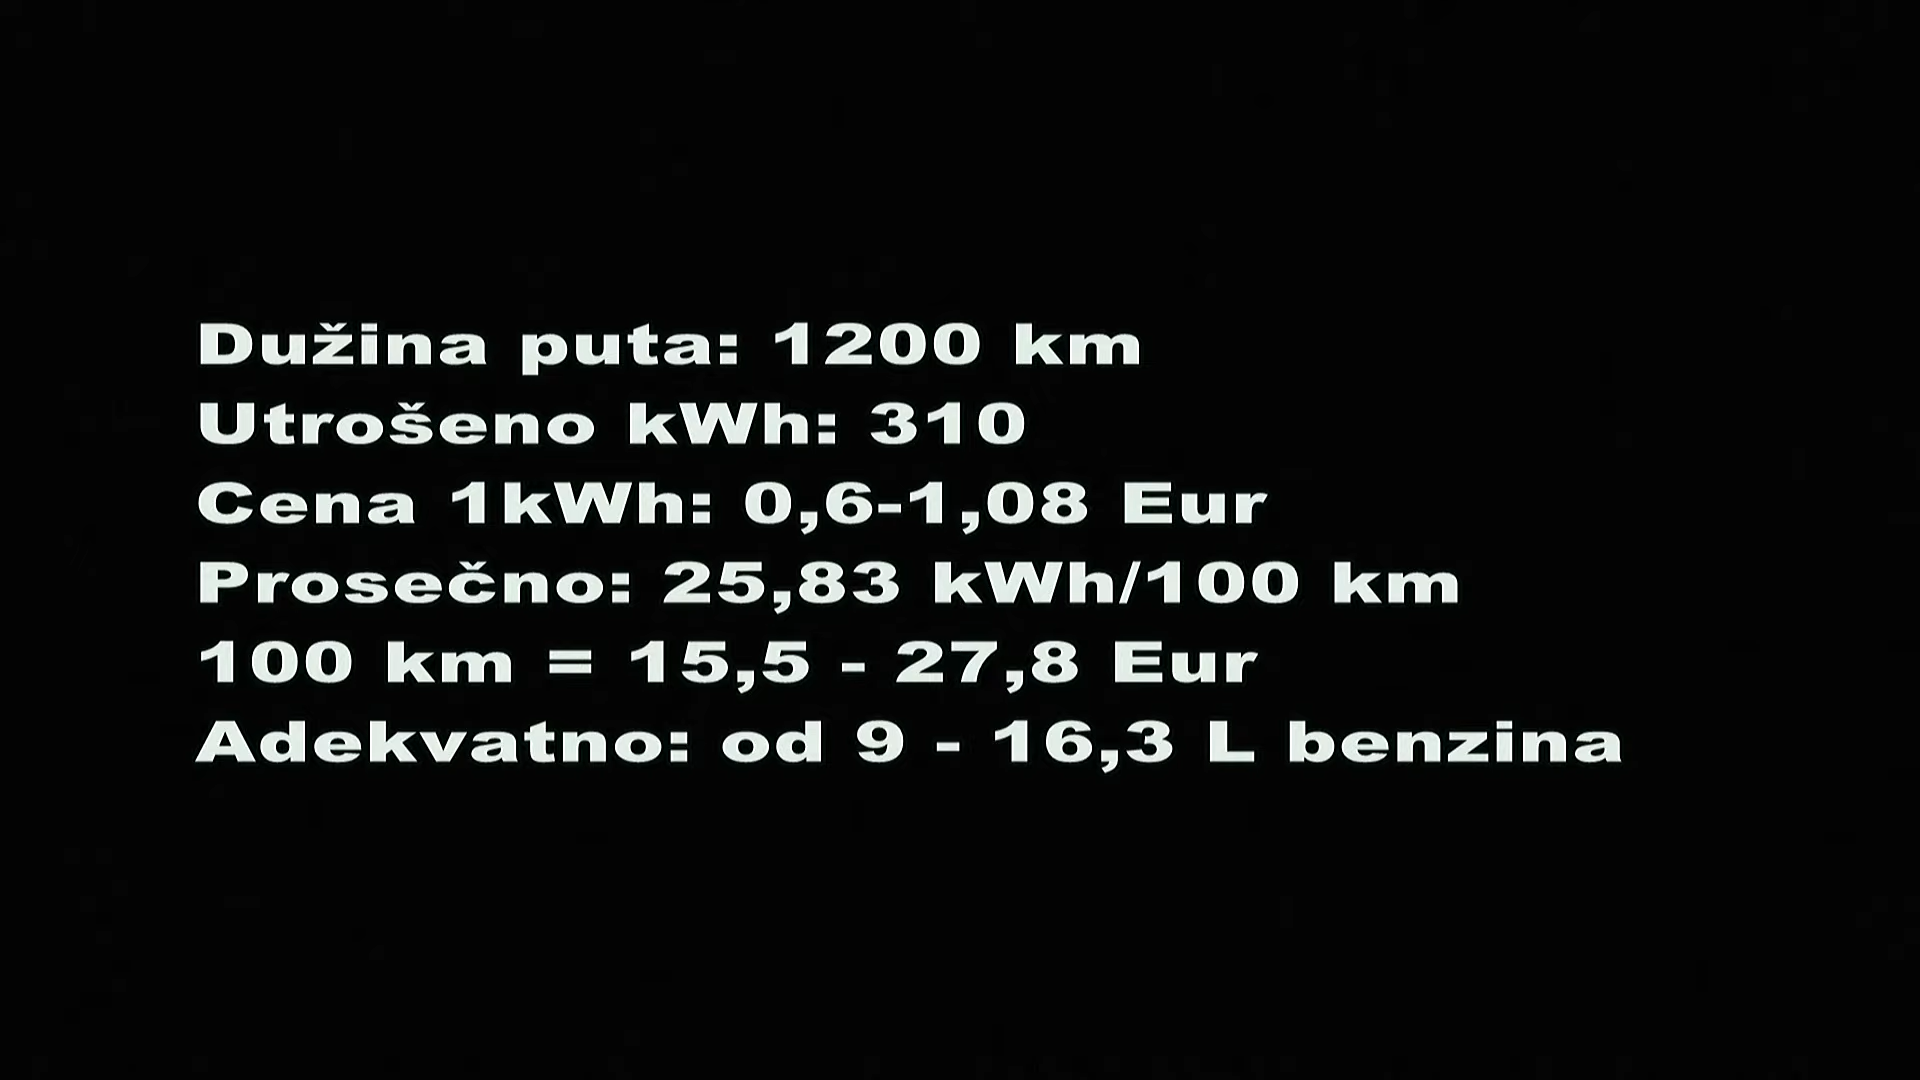 Dužina puta: 1200 km
Utrošeno kWh: 310
Cena 1kWh: 0,6-1,08 Eur
Prosečno: 25,83 kWh/100 km
100 km = 15,5 - 27,8 Eur
Adekvatno: od 9 - 16,3 L benzina